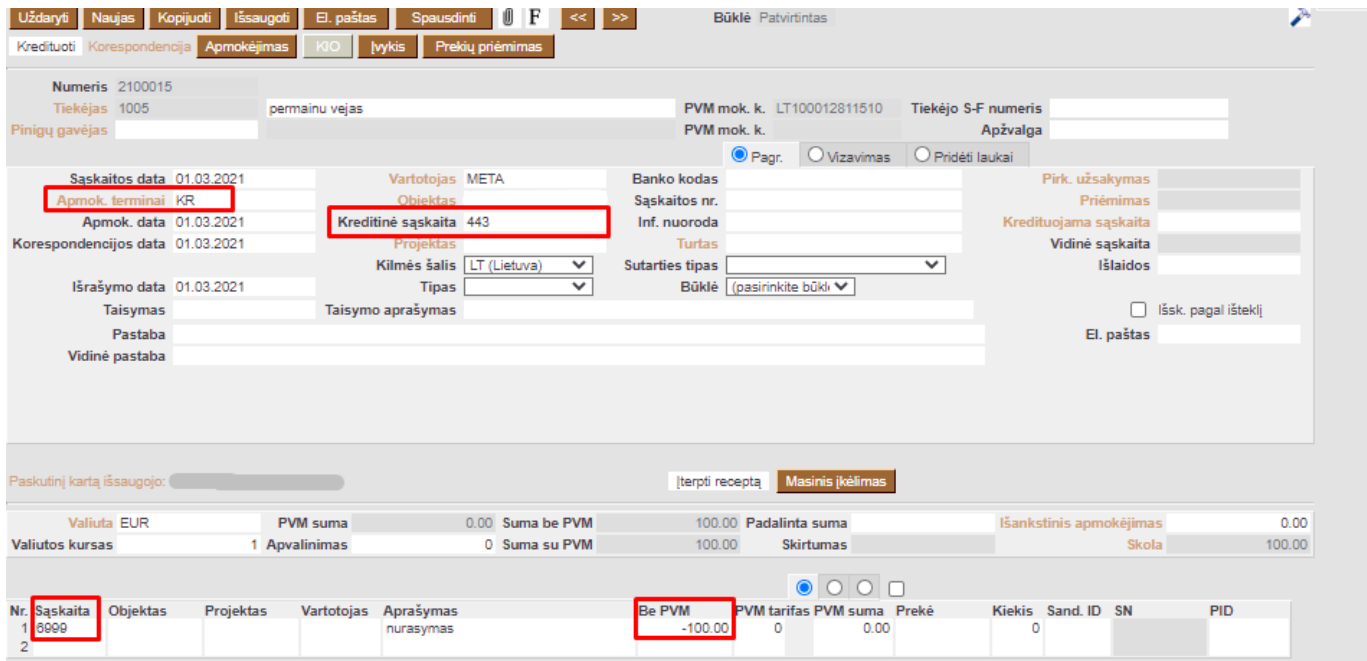 Uždaryti Naujas Kopijuoti Išsaugoti El. paštas Spausdinti F << >> Būklė Patvirtintas
Kredituoti Korespondencija Apmokėjimas KIO Įvykis Prekių priėmimas
Numeris 2100015
Tiekėjas 1005 permainu vejas PVM mok. k. LT100012811510 Tiekėjo S-F numeris
Pinigų gavėjas PVM mok. k. Apžvalga
Pagr. Vizavimas Pridėti laukai
Sąskaitos data 01.03.2021 Vartotojas META Banko kodas Pirk. užsakymas
Apmok. terminai KR Objektas Sąskaitos nr. Priėmimas
Apmok. data 01.03.2021 Kreditinė sąskaita 443 Inf. nuoroda Kredituojama sąskaita
Korespondencijos data 01.03.2021 Projektas Turtas Vidinė sąskaita
Kilmės šalis LT (Lietuva) Sutarties tipas Išlaidos
Išrašymo data 01.03.2021 Tipas Būklė (pasirinkite būkl
Taisymas Taisymo aprašymas Išsk. pagal išteklį
Pastaba El. paštas
Vidinė pastaba
Paskutinį kartą išsaugojo: Įterpti receptą Masinis įkėlimas
Valiuta EUR PVM suma 0.00 Suma be PVM 100.00 Padalinta suma Išankstinis apmokėjimas 0.00
Valiutos kursas 1 Apvalinimas 0 Suma su PVM 100.00 Skirtumas Skola 100.00
Nr. Sąskaita Objektas Projektas Vartotojas Aprašymas Be PVM PVM tarifas PVM suma Prekė Kiekis Sand. ID SN PID
1 6999 nurasymas -100.00 0 0.00 0
2